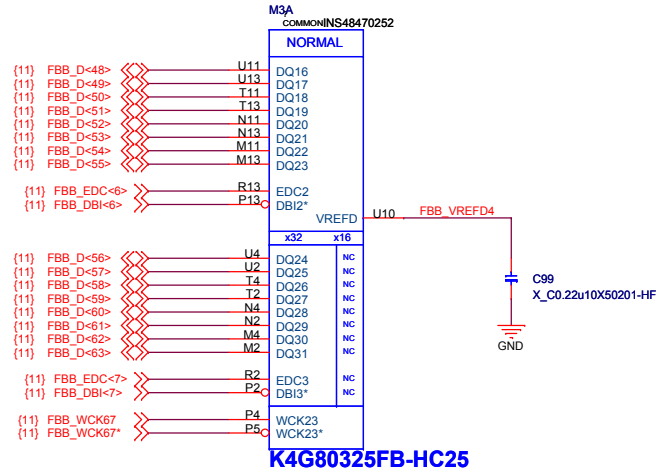 M3A
COMMON INS48470252
NORMAL
{11} FBB_D<48> U11 DQ16
{11} FBB_D<49> U13 DQ17
{11} FBB_D<50> T11 DQ18
{11} FBB_D<51> T13 DQ19
{11} FBB_D<52> N11 DQ20
{11} FBB_D<53> N13 DQ21
{11} FBB_D<54> M11 DQ22
{11} FBB_D<55> M13 DQ23
{11} FBB_EDC<6> R13 EDC2
{11} FBB_DBI<6> P13 DBI2*
VREFD U10 FBB_VREFD4
x32 x16
{11} FBB_D<56> U4 DQ24 NC
{11} FBB_D<57> U2 DQ25 NC
{11} FBB_D<58> T4 DQ26 NC
{11} FBB_D<59> T2 DQ27 NC
{11} FBB_D<60> N4 DQ28 NC
{11} FBB_D<61> N2 DQ29 NC
{11} FBB_D<62> M4 DQ30 NC
{11} FBB_D<63> M2 DQ31 NC
C99
X_C0.22u10X50201-HF
GND
{11} FBB_EDC<7> R2 EDC3 NC
{11} FBB_DBI<7> P2 DBI3* NC
{11} FBB_WCK67 P4 WCK23
{11} FBB_WCK67* P5 WCK23*
K4G80325FB-HC25